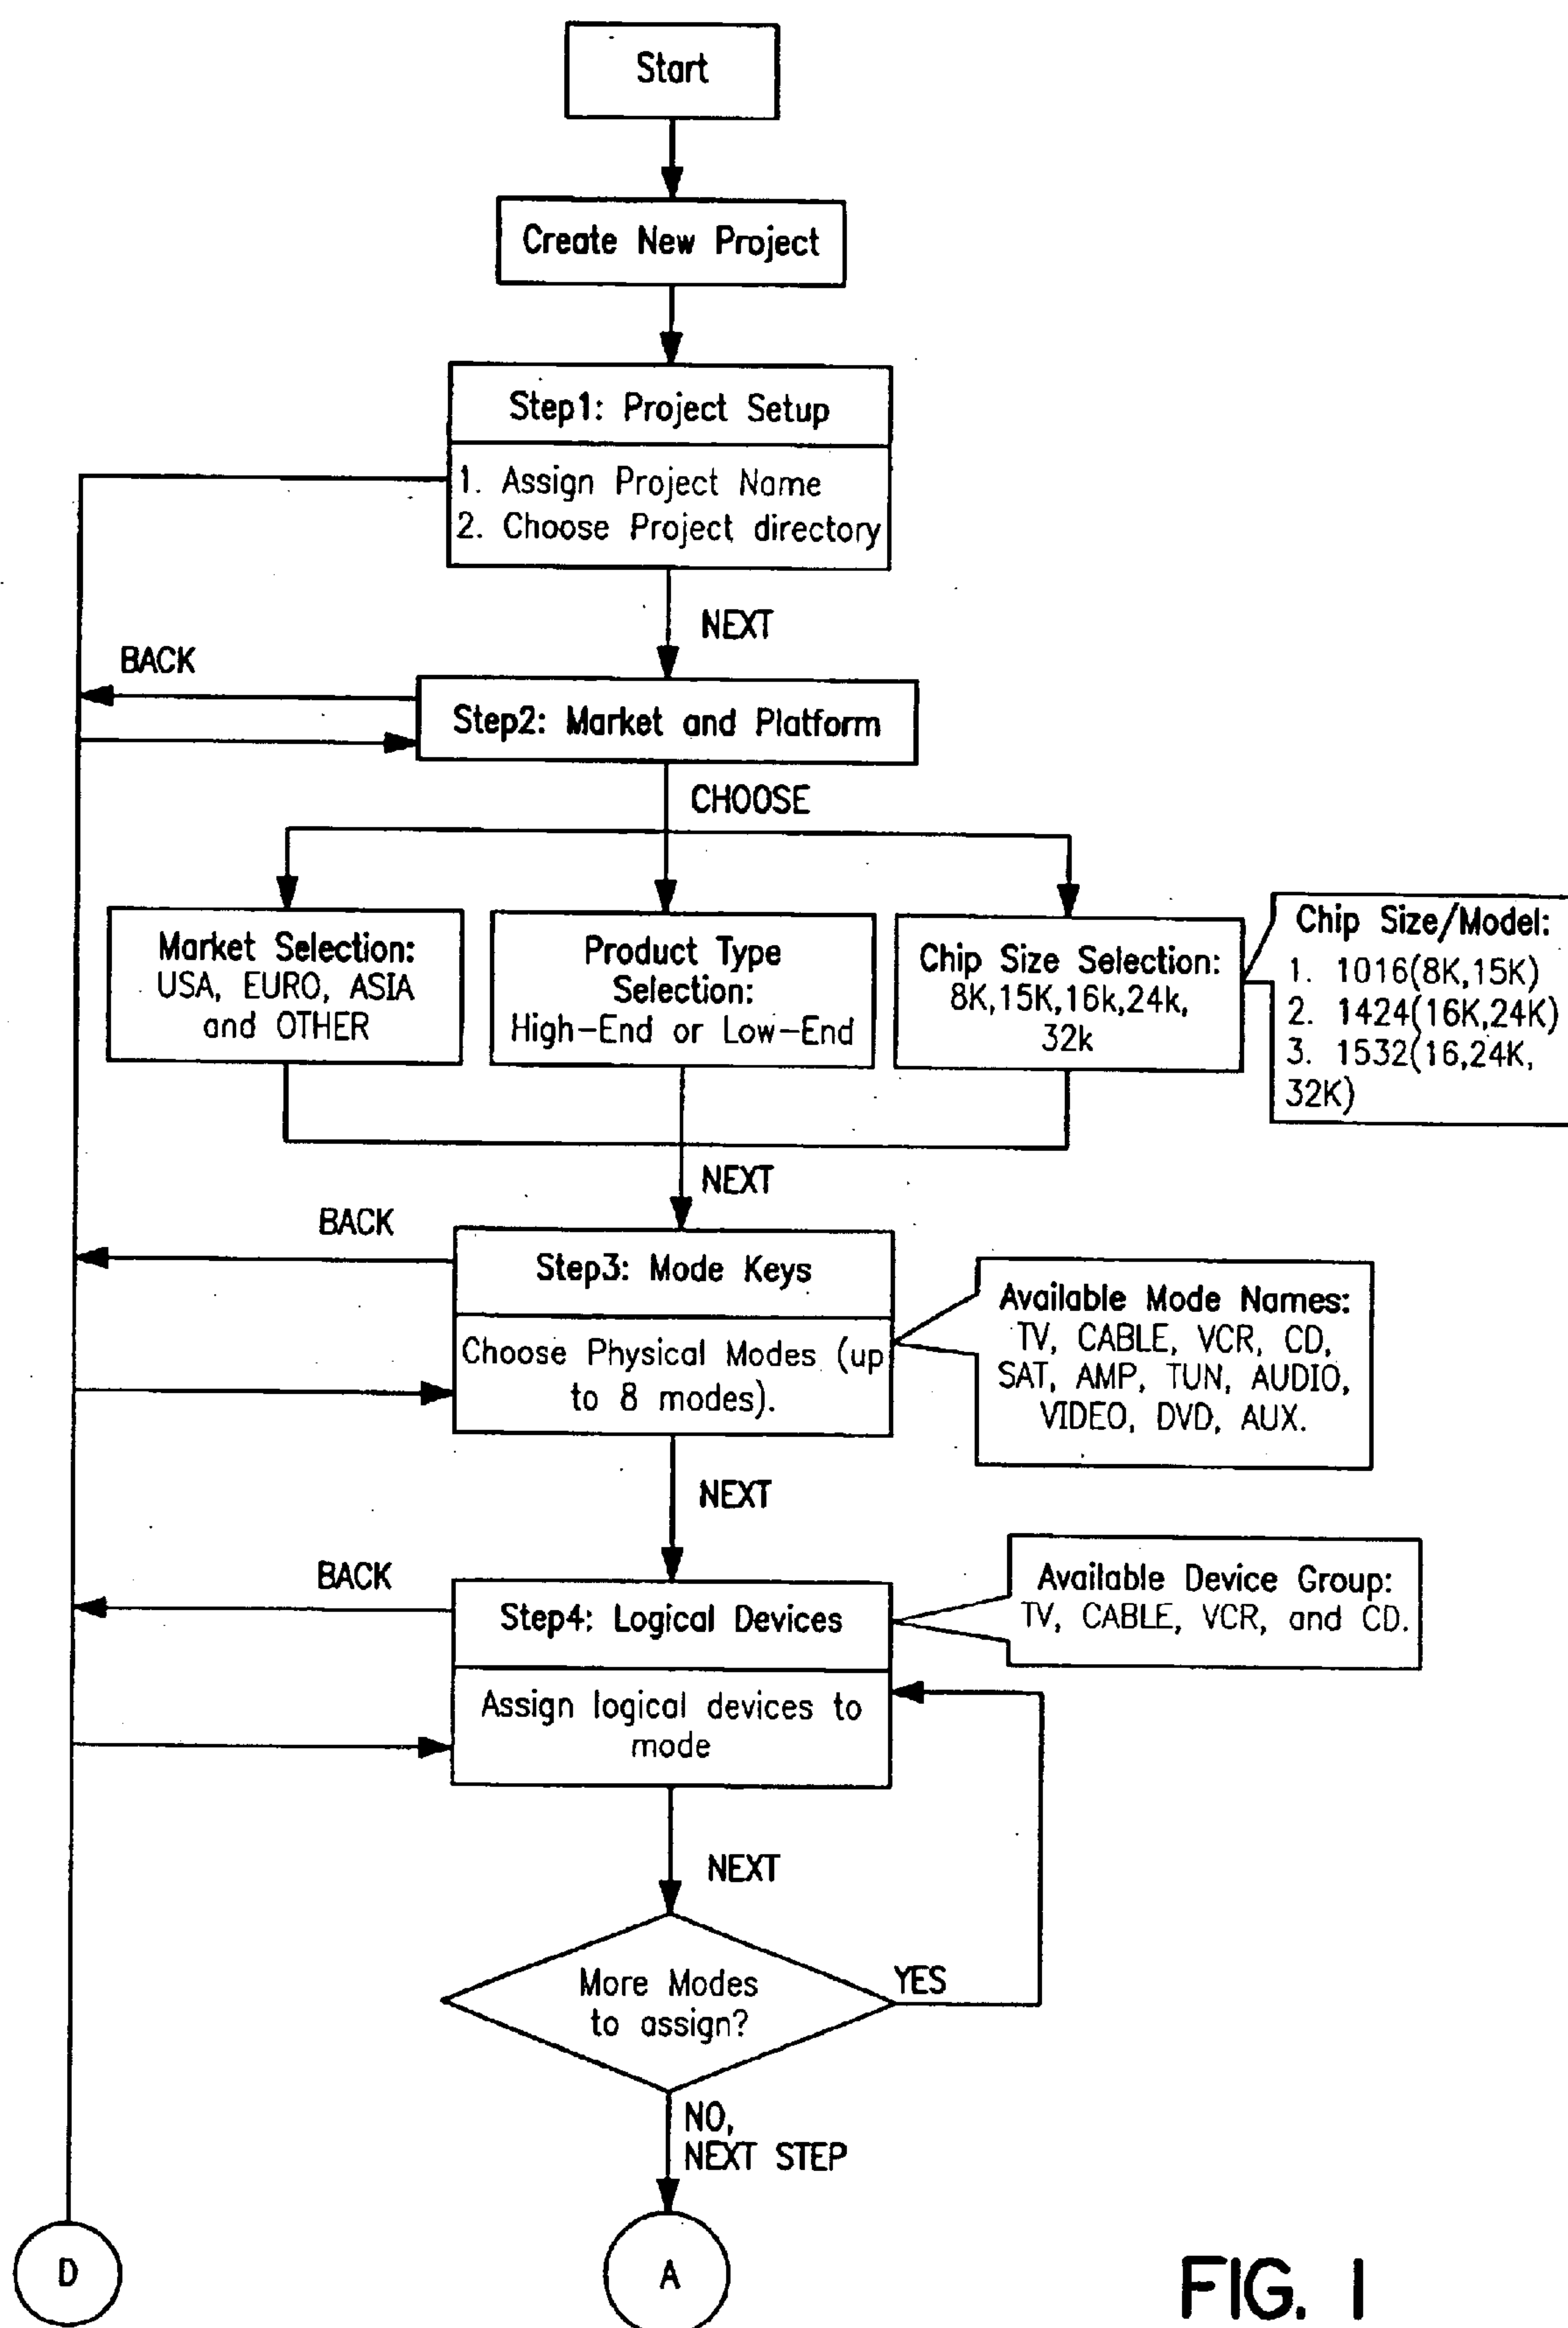 Start
Create New Project
Step1: Project Setup
1. Assign Project Name
2. Choose Project directory
NEXT
BACK
Step2: Market and Platform
CHOOSE
Market Selection:
USA, EURO, ASIA
and OTHER
Product Type
Selection:
High-End or Low-End
Chip Size Selection:
8K,15K,16k,24k,
32k
Chip Size/Model:
1. 1016(8K,15K)
2. 1424(16K,24K)
3. 1532(16,24K,
32K)
NEXT
BACK
Step3: Mode Keys
Choose Physical Modes (up
to 8 modes).
Available Mode Names:
TV, CABLE, VCR, CD,
SAT, AMP, TUN, AUDIO,
VIDEO, DVD, AUX.
NEXT
BACK
Step4: Logical Devices
Assign logical devices to
mode
Available Device Group:
TV, CABLE, VCR, and CD.
NEXT
More Modes
to assign?
YES
NO,
NEXT STEP
D
A
FIG. 1